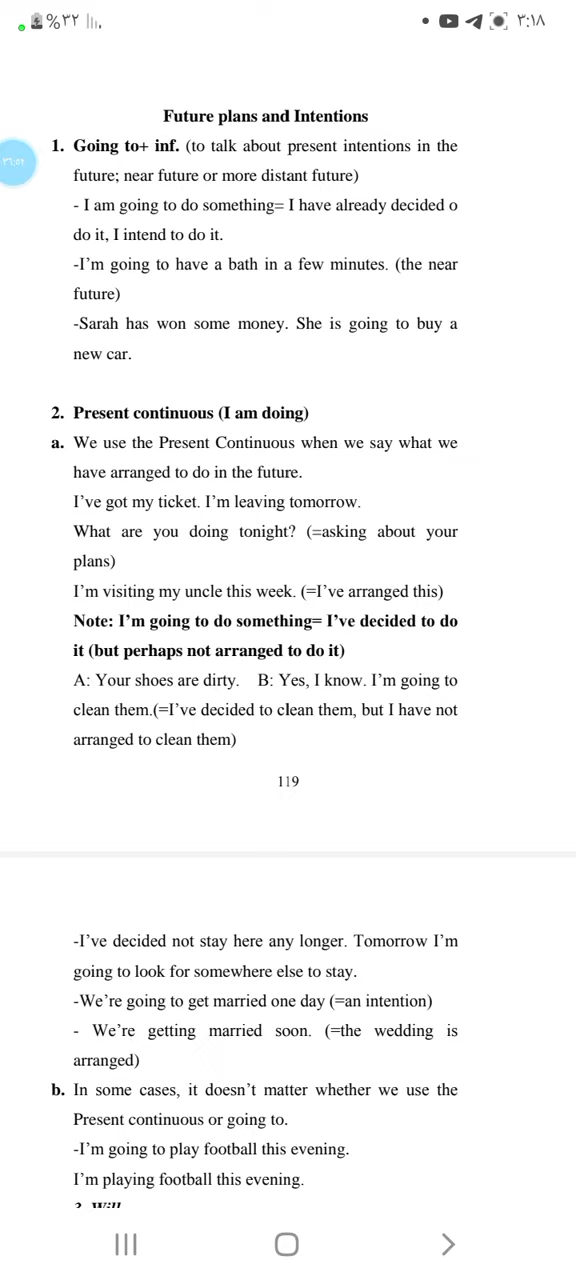 %٣٢ ٣:١٨
Future plans and Intentions
1. Going to+ inf. (to talk about present intentions in the
future; near future or more distant future)
- I am going to do something= I have already decided o
do it, I intend to do it.
-I’m going to have a bath in a few minutes. (the near
future)
-Sarah has won some money. She is going to buy a
new car.
2. Present continuous (I am doing)
a. We use the Present Continuous when we say what we
have arranged to do in the future.
I’ve got my ticket. I’m leaving tomorrow.
What are you doing tonight? (=asking about your
plans)
I’m visiting my uncle this week. (=I’ve arranged this)
Note: I’m going to do something= I’ve decided to do
it (but perhaps not arranged to do it)
A: Your shoes are dirty. B: Yes, I know. I’m going to
clean them.(=I’ve decided to clean them, but I have not
arranged to clean them)
119
-I’ve decided not stay here any longer. Tomorrow I’m
going to look for somewhere else to stay.
-We’re going to get married one day (=an intention)
- We’re getting married soon. (=the wedding is
arranged)
b. In some cases, it doesn’t matter whether we use the
Present continuous or going to.
-I’m going to play football this evening.
I’m playing football this evening.
3. Will